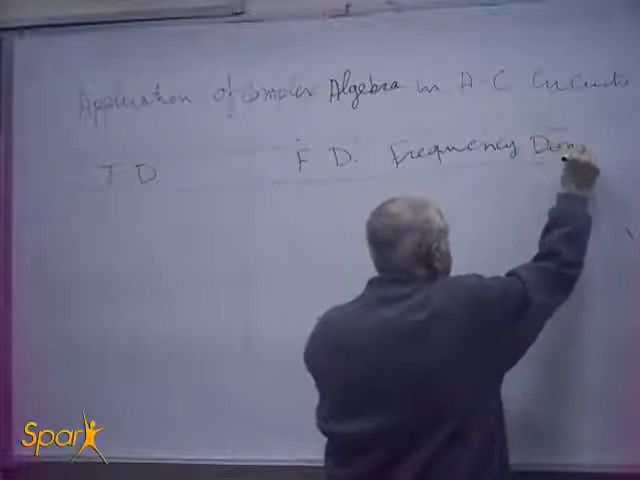 Application of Complex Algebra in A-C Circuits
T D F D. Frequency Dom
Spark